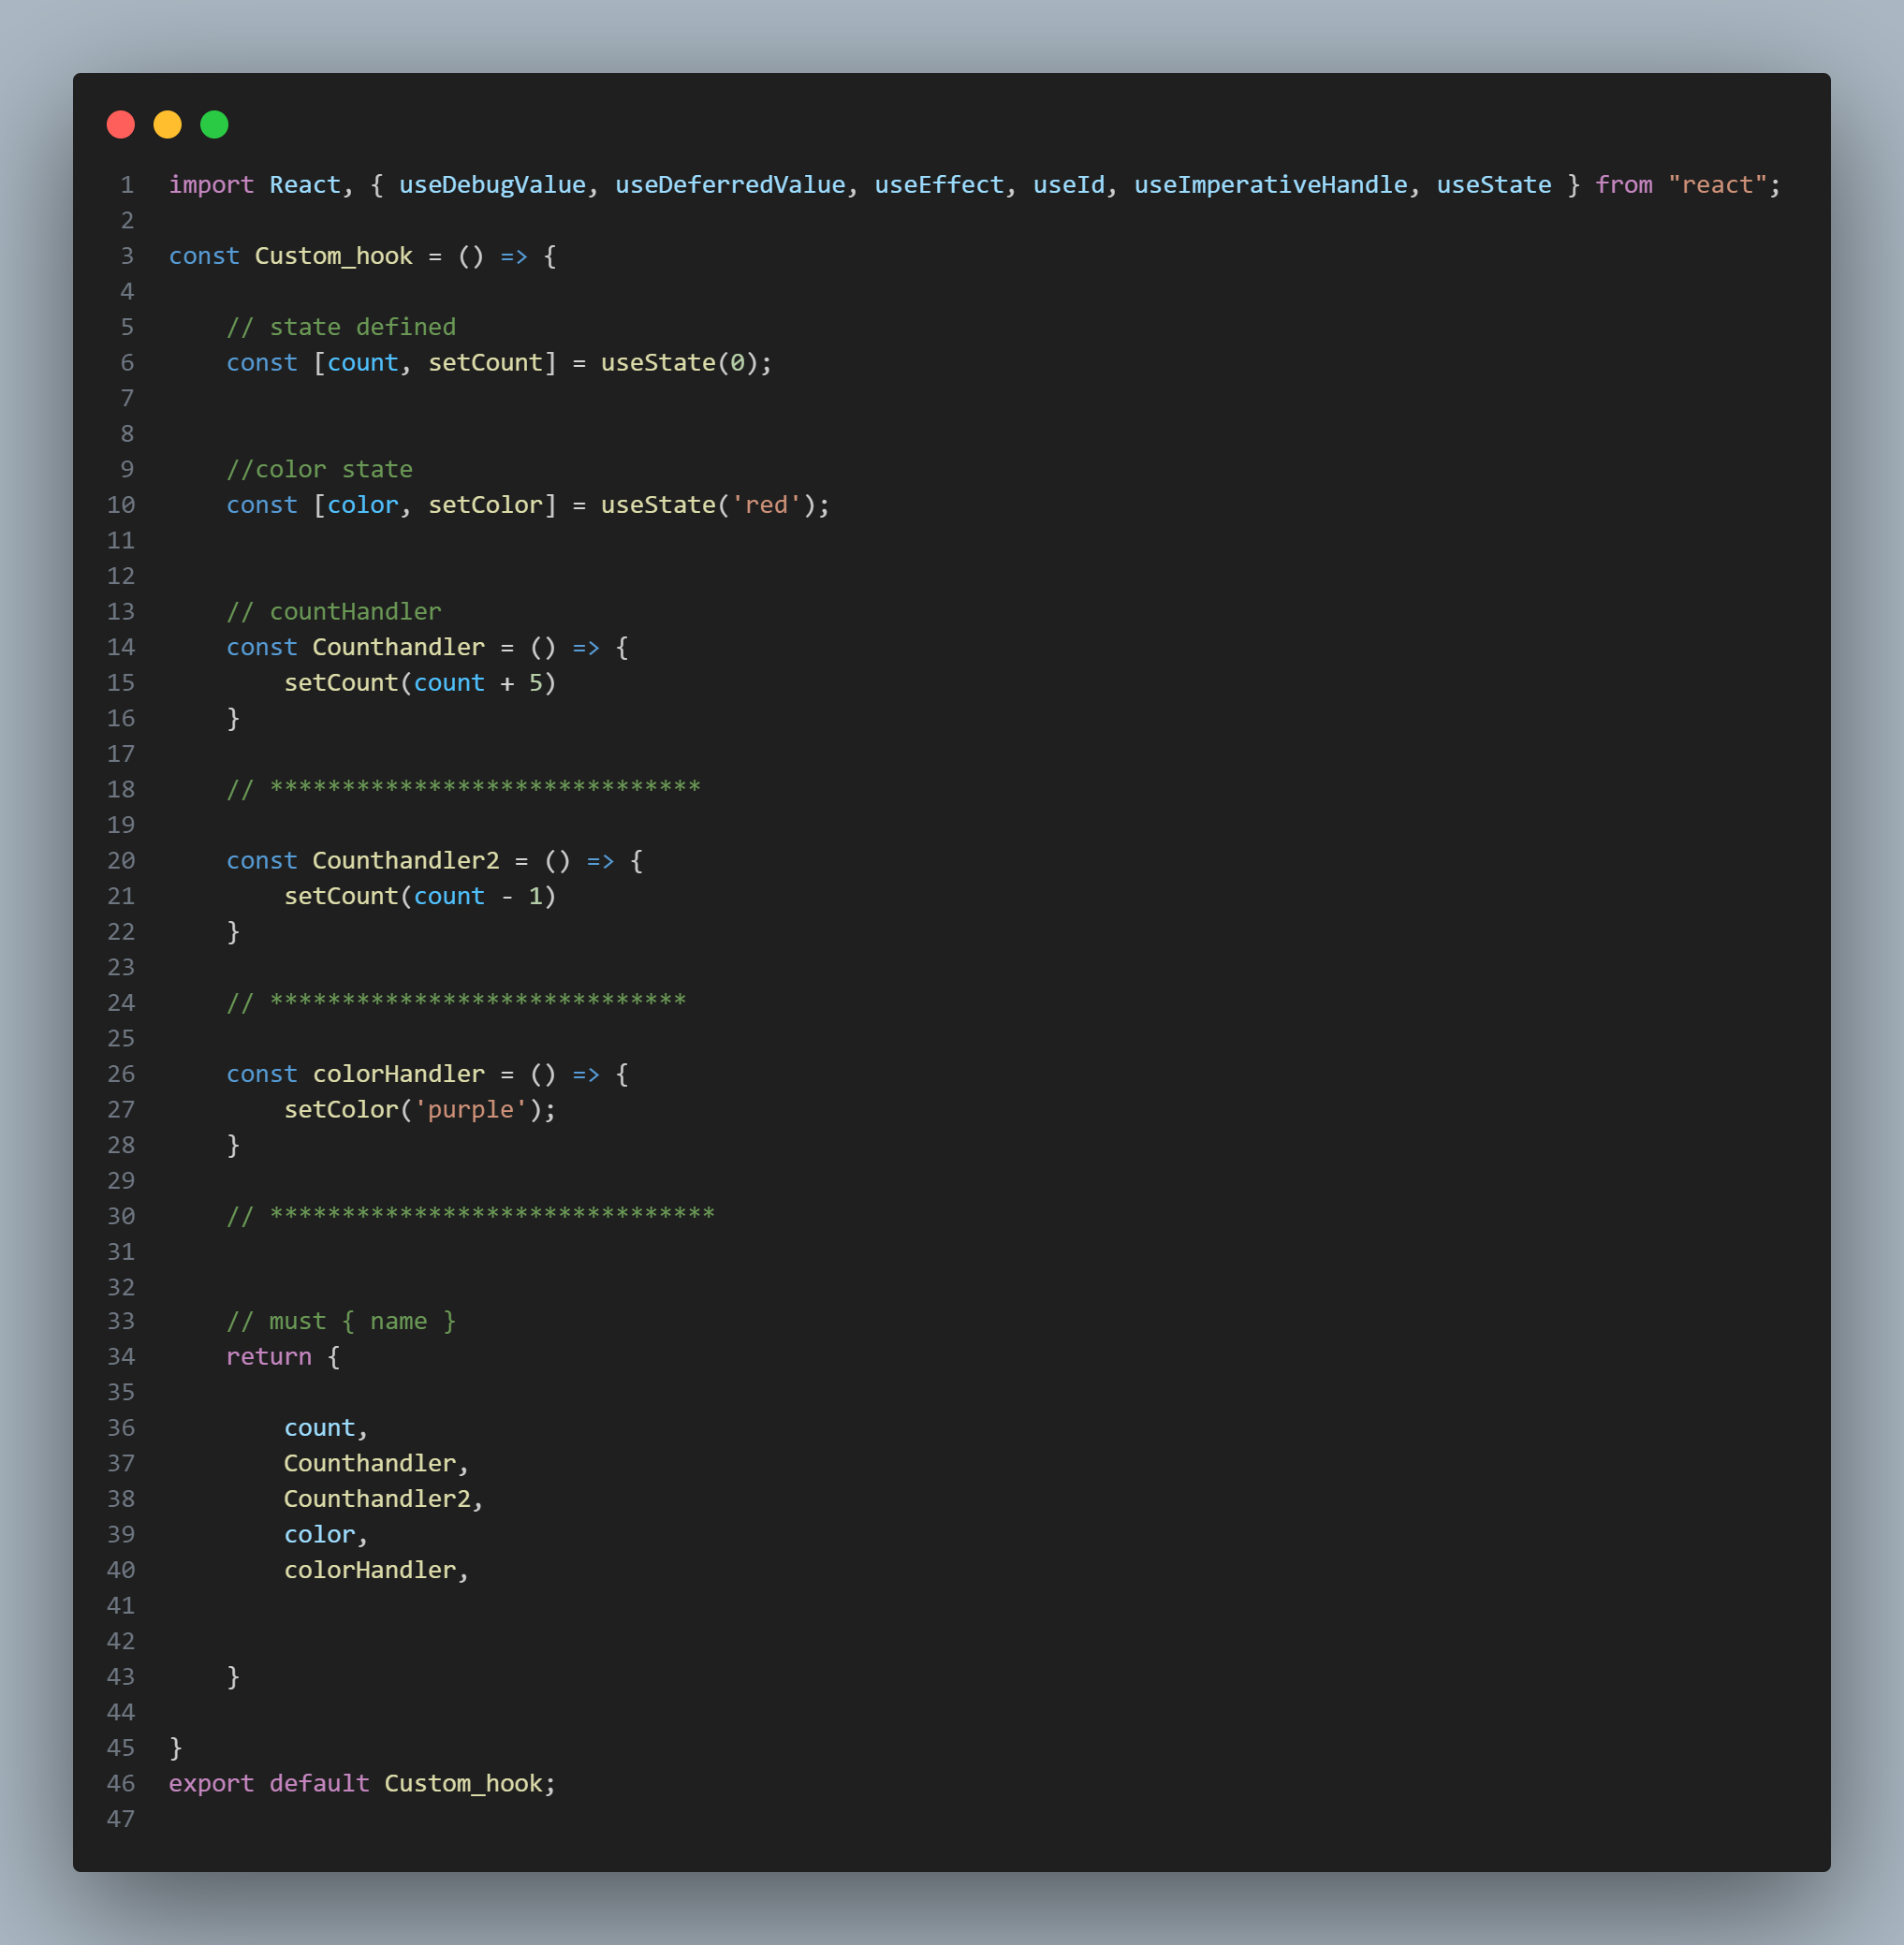 1 import React, { useDebugValue, useDeferredValue, useEffect, useId, useImperativeHandle, useState } from "react";
2
3 const Custom_hook = () => {
4
5     // state defined
6     const [count, setCount] = useState(0);
7
8
9     //color state
10     const [color, setColor] = useState('red');
11
12
13     // countHandler
14     const Counthandler = () => {
15         setCount(count + 5)
16     }
17
18     // ******************************
19
20     const Counthandler2 = () => {
21         setCount(count - 1)
22     }
23
24     // *****************************
25
26     const colorHandler = () => {
27         setColor('purple');
28     }
29
30     // *******************************
31
32
33     // must { name }
34     return {
35
36         count,
37         Counthandler,
38         Counthandler2,
39         color,
40         colorHandler,
41
42
43     }
44
45 }
46 export default Custom_hook;
47